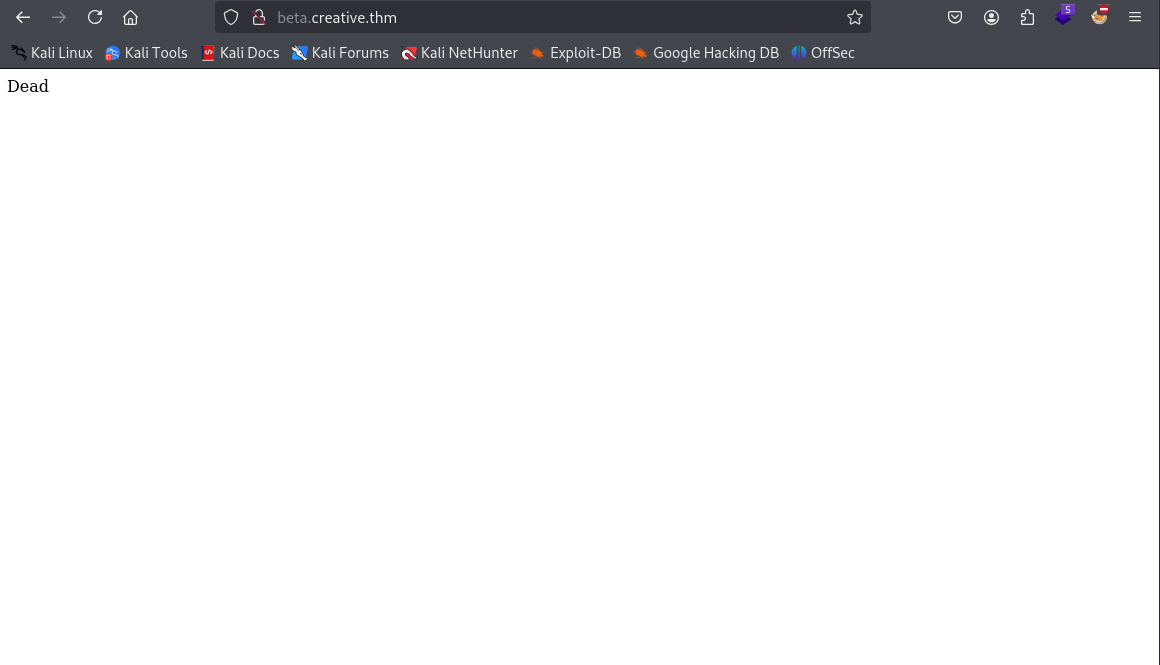 beta.creative.thm
5
Kali Linux Kali Tools Kali Docs Kali Forums Kali NetHunter Exploit-DB Google Hacking DB OffSec
Dead